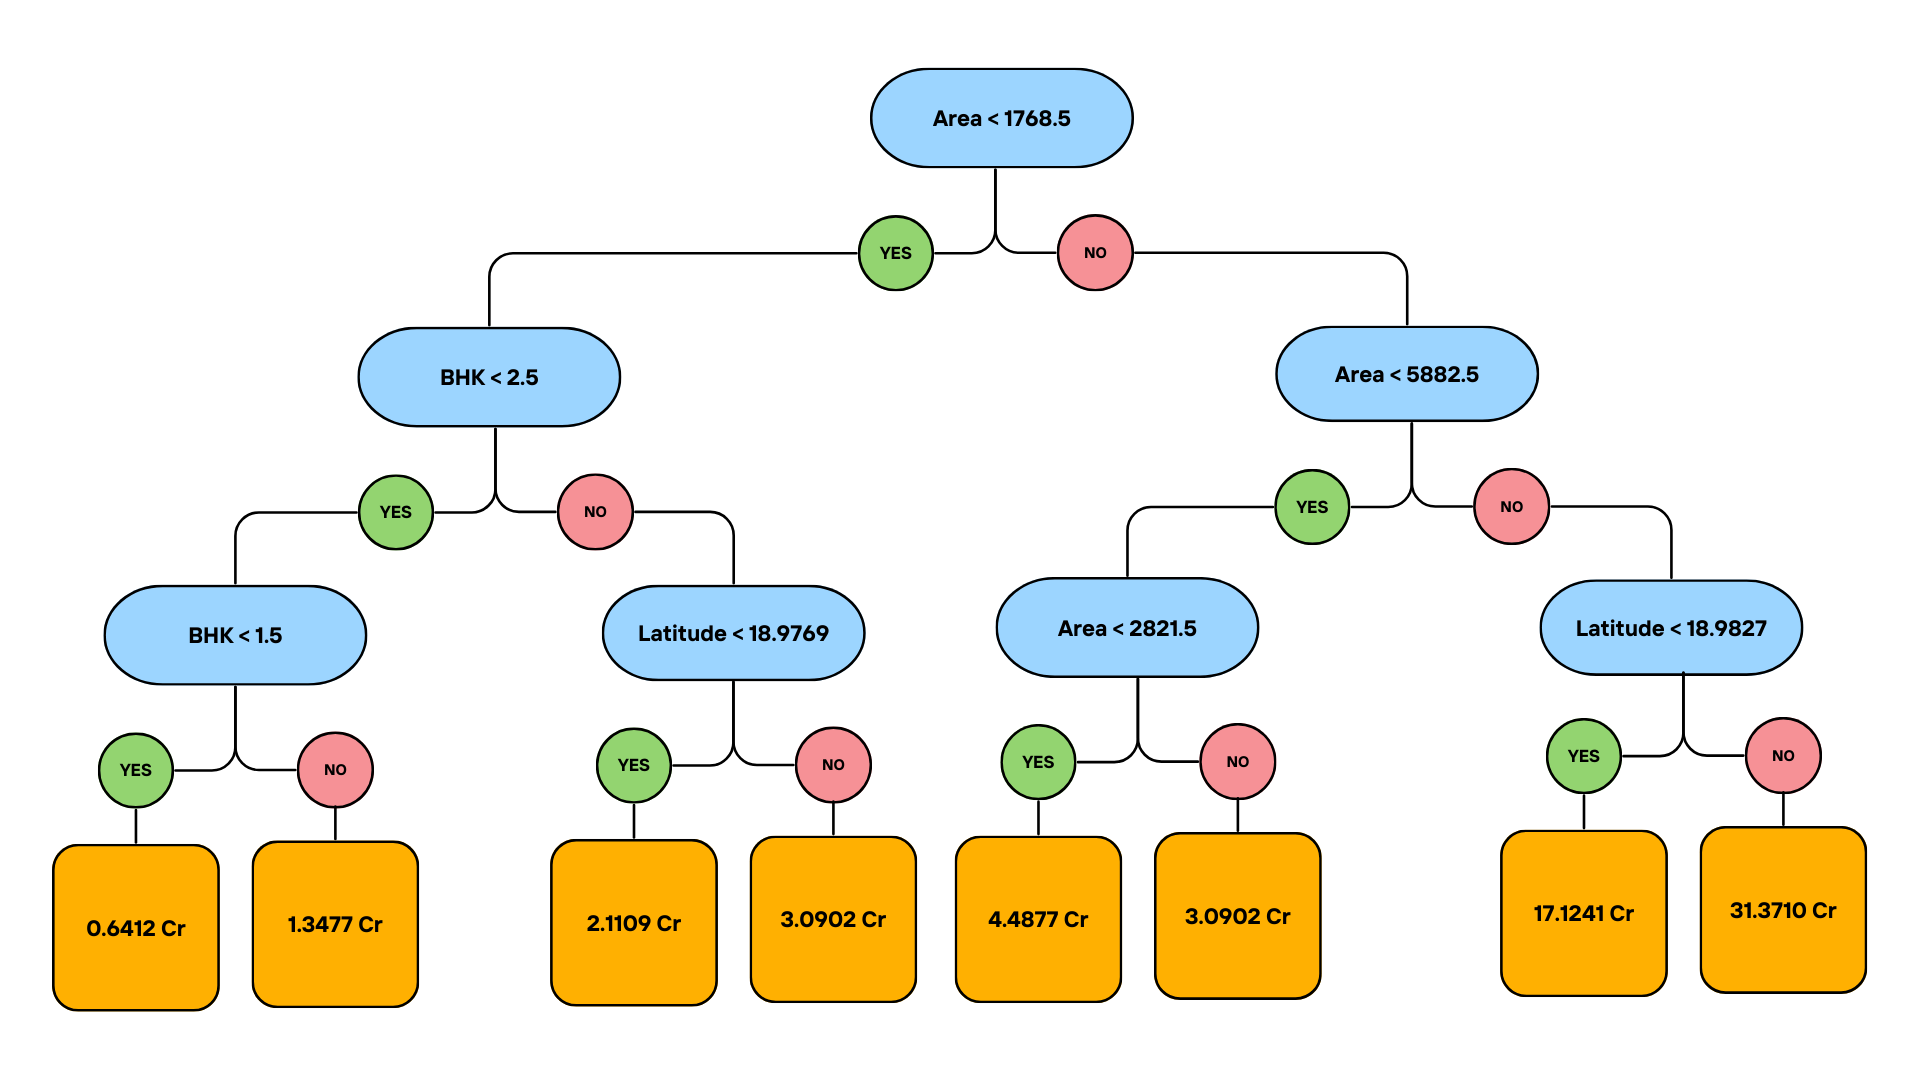 Area < 1768.5
YES
NO
BHK < 2.5
Area < 5882.5
YES
NO
YES
NO
BHK < 1.5
Latitude < 18.9769
Area < 2821.5
Latitude < 18.9827
YES
NO
YES
NO
YES
NO
YES
NO
0.6412 Cr
1.3477 Cr
2.1109 Cr
3.0902 Cr
4.4877 Cr
3.0902 Cr
17.1241 Cr
31.3710 Cr